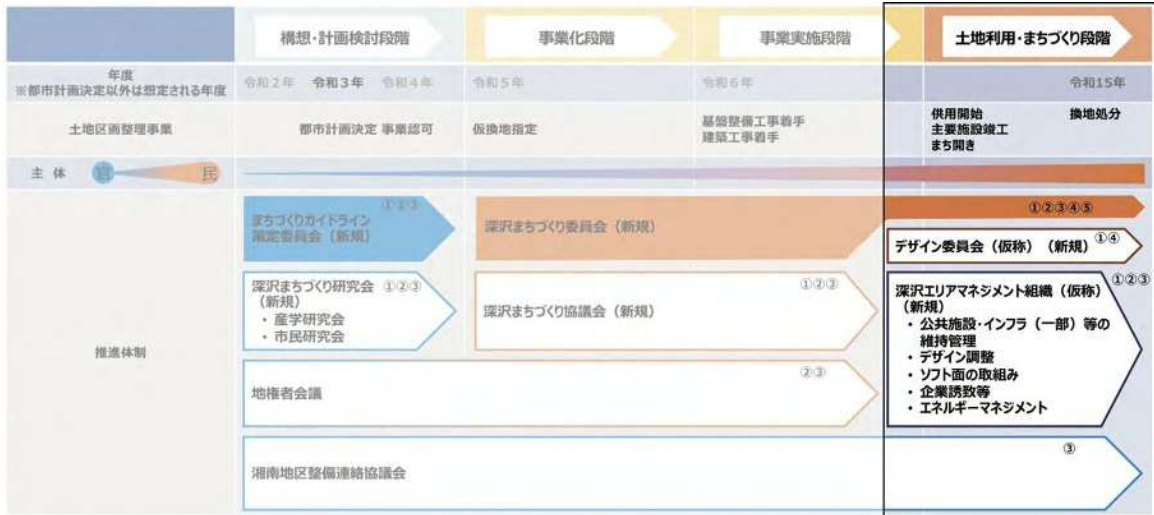 構想・計画検討段階
事業化段階
事業実施段階
土地利用・まちづくり段階
年度
※都市計画決定以外は想定される年度
令和2年
令和3年
令和4年
令和5年
令和6年
令和15年
土地区画整理事業
都市計画決定
事業認可
仮換地指定
基盤整備工事着手
建築工事着手
供用開始
主要施設竣工
まち開き
換地処分
主 体
官
民
推進体制
①②③
まちづくりガイドライン
策定委員会（新規）
深沢まちづくり委員会（新規）
①②③④⑤
デザイン委員会（仮称）（新規）①④
深沢まちづくり研究会 ①②③
（新規）
・ 産学研究会
・ 市民研究会
①②③
深沢まちづくり協議会（新規）
①②③
深沢エリアマネジメント組織（仮称）
（新規）
・ 公共施設・インフラ（一部）等の
維持管理
・ デザイン調整
・ ソフト面の取組み
・ 企業誘致等
・ エネルギーマネジメント
②③
地権者会議
③
湘南地区整備連絡協議会